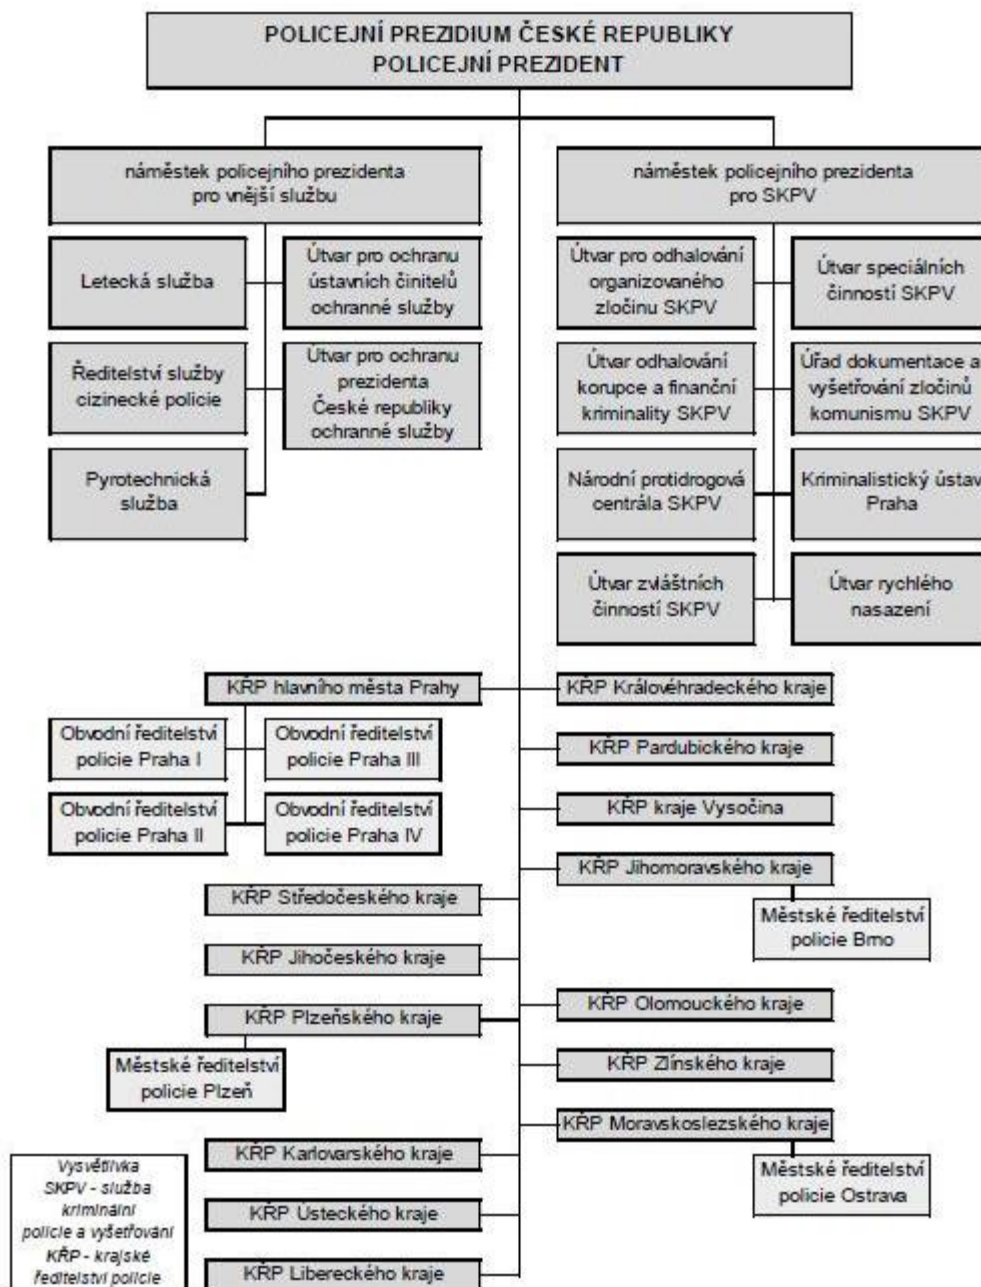 POLICEJNÍ PREZIDIUM ČESKÉ REPUBLIKY
POLICEJNÍ PREZIDENT
náměstek policejního prezidenta
pro vnější službu
náměstek policejního prezidenta
pro SKPV
Letecká služba
Útvar pro ochranu
ústavních činitelů
ochranné služby
Ředitelství služby
cizinecké policie
Útvar pro ochranu
prezidenta
České republiky
ochranné služby
Pyrotechnická
služba
Útvar pro odhalování
organizovaného
zločinu SKPV
Útvar speciálních
činností SKPV
Útvar odhalování
korupce a finanční
kriminality SKPV
Úřad dokumentace a
vyšetřování zločinů
komunismu SKPV
Národní protidrogová
centrála SKPV
Kriminalistický ústav
Praha
Útvar zvláštních
činností SKPV
Útvar rychlého
nasazení
KŘP hlavního města Prahy
Obvodní ředitelství
policie Praha I
Obvodní ředitelství
policie Praha III
Obvodní ředitelství
policie Praha II
Obvodní ředitelství
policie Praha IV
KŘP Středočeského kraje
KŘP Jihočeského kraje
KŘP Plzeňského kraje
Městské ředitelství
policie Plzeň
KŘP Karlovarského kraje
KŘP Ústeckého kraje
KŘP Libereckého kraje
KŘP Královéhradeckého kraje
KŘP Pardubického kraje
KŘP kraje Vysočina
KŘP Jihomoravského kraje
Městské ředitelství
policie Brno
KŘP Olomouckého kraje
KŘP Zlínského kraje
KŘP Moravskoslezského kraje
Městské ředitelství
policie Ostrava
Vysvětlivka
SKPV - služba
kriminální
policie a vyšetřování
KŘP - krajské
ředitelství policie